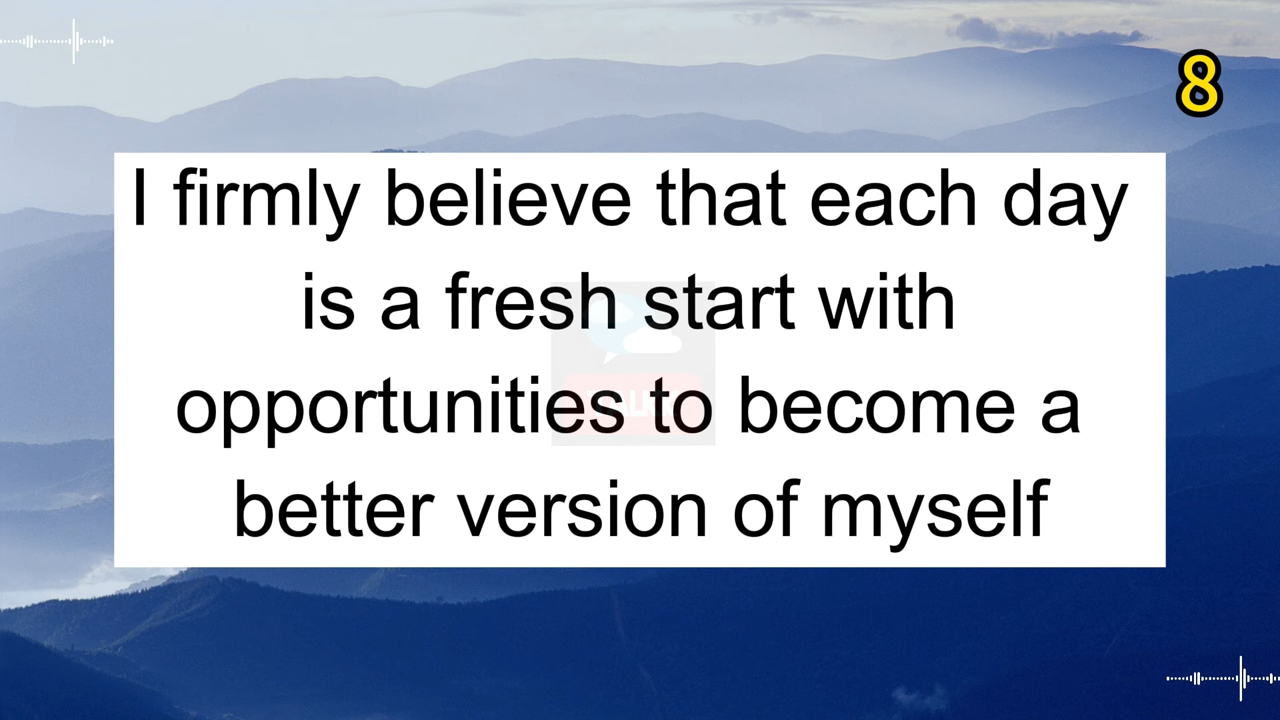 8
I firmly believe that each day
is a fresh start with
opportunities to become a
better version of myself